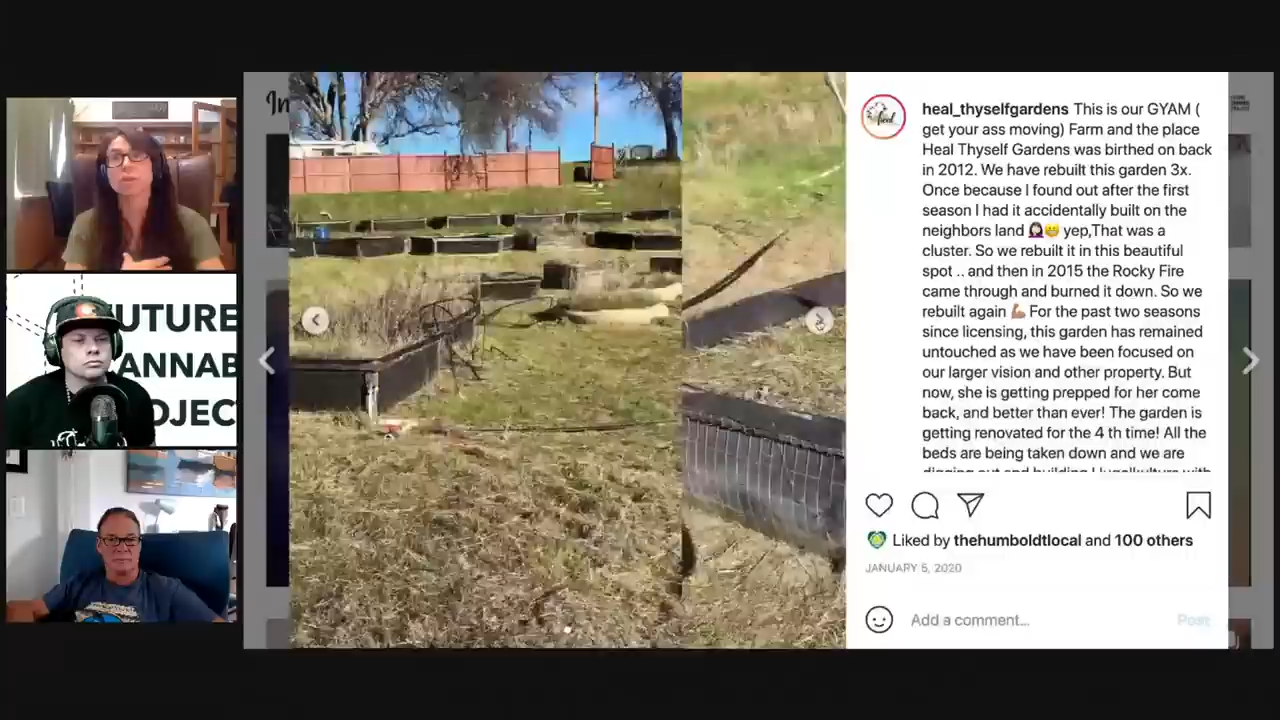 In
heal_thyselfgardens This is our GYAM (
get your ass moving) Farm and the place
Heal Thyself Gardens was birthed on back
in 2012. We have rebuilt this garden 3x.
Once because I found out after the first
season I had it accidentally built on the
neighbors land 🤦🏻‍♀️😬 yep,That was a
cluster. So we rebuilt it in this beautiful
spot .. and then in 2015 the Rocky Fire
came through and burned it down. So we
rebuilt again 💪🏽 For the past two seasons
since licensing, this garden has remained
untouched as we have been focused on
our larger vision and other property. But
now, she is getting prepped for her come
back, and better than ever! The garden is
getting renovated for the 4 th time! All the
beds are being taken down and we are
digging out and building Hugelkulture with
Liked by thehumboldtlocal and 100 others
JANUARY 5, 2020
Add a comment...
Post
UTURE
ANNAB
OJEC